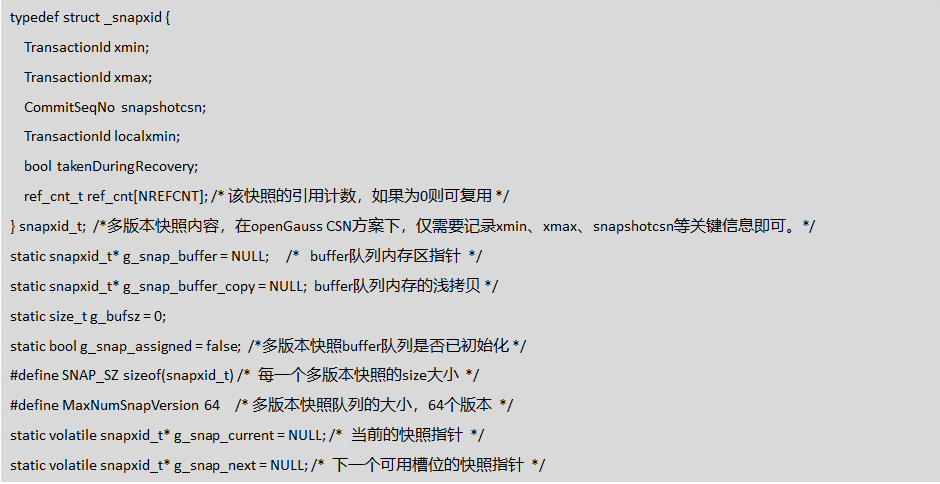 typedef struct _snapxid {
TransactionId xmin;
TransactionId xmax;
CommitSeqNo snapshotcsn;
TransactionId localxmin;
bool takenDuringRecovery;
ref_cnt_t ref_cnt[NREFCNT]; /* 该快照的引用计数，如果为0则可复用 */
} snapxid_t; /*多版本快照内容，在openGauss CSN方案下，仅需要记录xmin、xmax、snapshotcsn等关键信息即可。*/
static snapxid_t* g_snap_buffer = NULL; /* buffer队列内存区指针 */
static snapxid_t* g_snap_buffer_copy = NULL; buffer队列内存的浅拷贝 */
static size_t g_bufsz = 0;
static bool g_snap_assigned = false; /*多版本快照buffer队列是否已初始化 */
#define SNAP_SZ sizeof(snapxid_t) /* 每一个多版本快照的size大小 */
#define MaxNumSnapVersion 64 /* 多版本快照队列的大小，64个版本 */
static volatile snapxid_t* g_snap_current = NULL; /* 当前的快照指针 */
static volatile snapxid_t* g_snap_next = NULL; /* 下一个可用槽位的快照指针 */